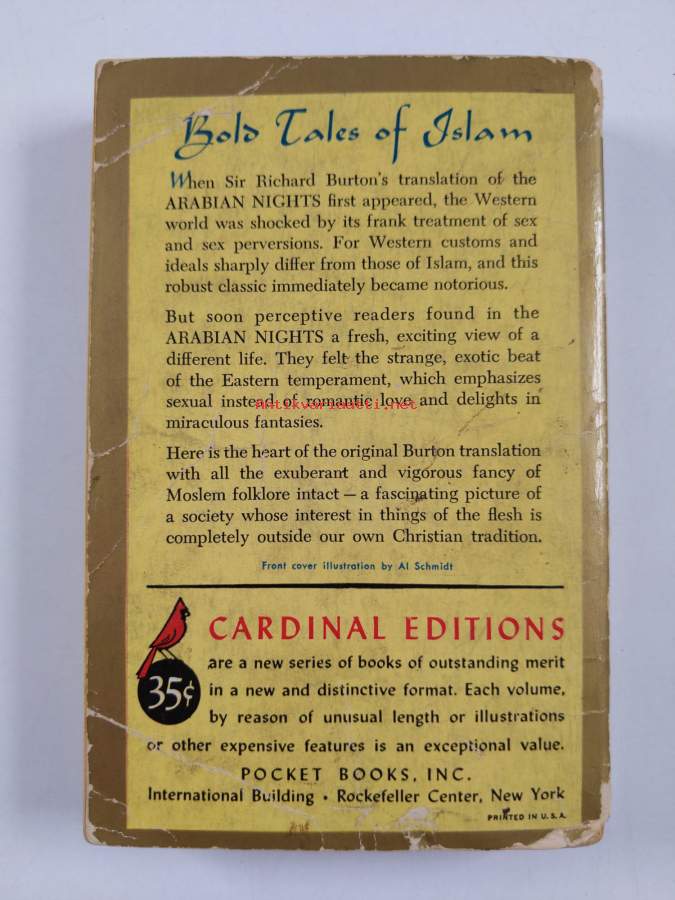 Bold Tales of Islam
When Sir Richard Burton's translation of the
ARABIAN NIGHTS first appeared, the Western
world was shocked by its frank treatment of sex
and sex perversions. For Western customs and
ideals sharply differ from those of Islam, and this
robust classic immediately became notorious.
But soon perceptive readers found in the
ARABIAN NIGHTS a fresh, exciting view of a
different life. They felt the strange, exotic beat
of the Eastern temperament, which emphasizes
sexual instead of romantic love and delights in
Antikvariaatti.net
miraculous fantasies.
Here is the heart of the original Burton translation
with all the exuberant and vigorous fancy of
Moslem folklore intact — a fascinating picture of
a society whose interest in things of the flesh is
completely outside our own Christian tradition.
Front cover illustration by Al Schmidt
CARDINAL EDITIONS
35¢
are a new series of books of outstanding merit
in a new and distinctive format. Each volume,
by reason of unusual length or illustrations
or other expensive features is an exceptional value.
POCKET BOOKS, INC.
International Building • Rockefeller Center, New York
PRINTED IN U.S.A.